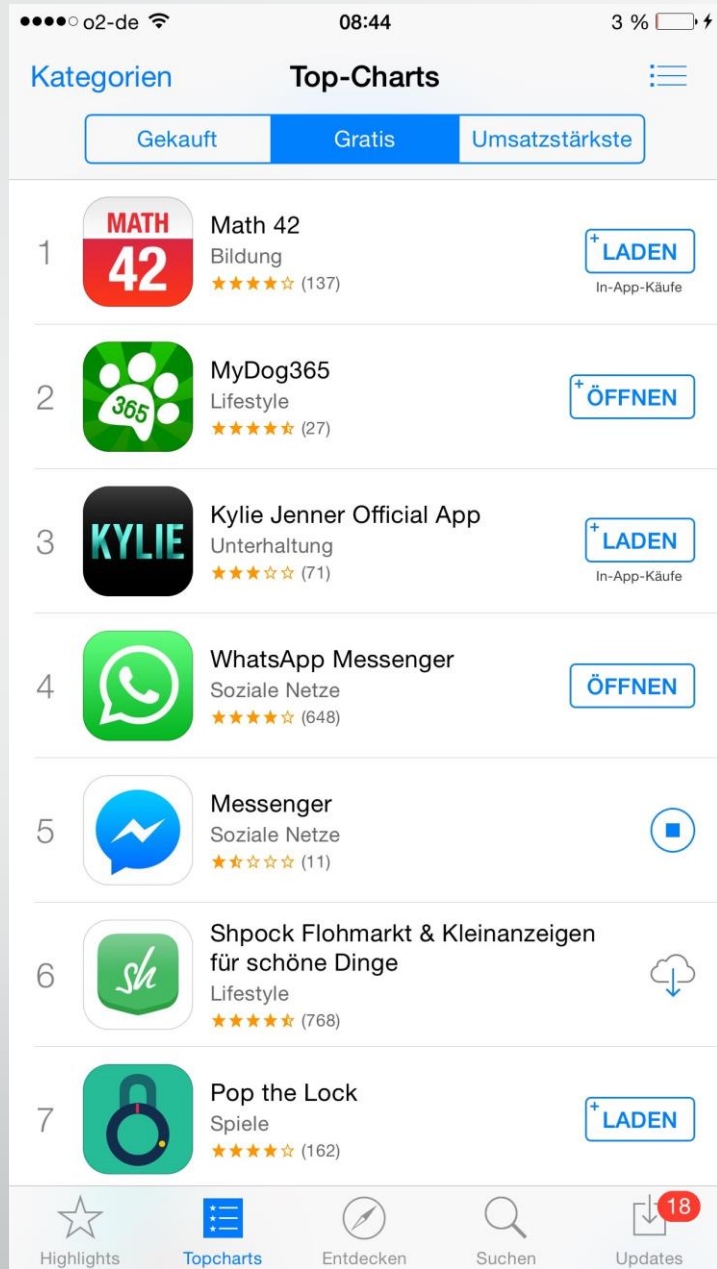 o2-de 08:44 3 %
Kategorien Top-Charts
Gekauft Gratis Umsatzstärkste
1 MATH 42 Math 42
Bildung
(137)
+ LADEN
In-App-Käufe
2 365 MyDog365
Lifestyle
(27)
+ ÖFFNEN
3 KYLIE Kylie Jenner Official App
Unterhaltung
(71)
+ LADEN
In-App-Käufe
4 WhatsApp Messenger
Soziale Netze
(648)
ÖFFNEN
5 Messenger
Soziale Netze
(11)
6 sh Shpock Flohmarkt & Kleinanzeigen
für schöne Dinge
Lifestyle
(768)
7 Pop the Lock
Spiele
(162)
+ LADEN
18
Highlights Topcharts Entdecken Suchen Updates